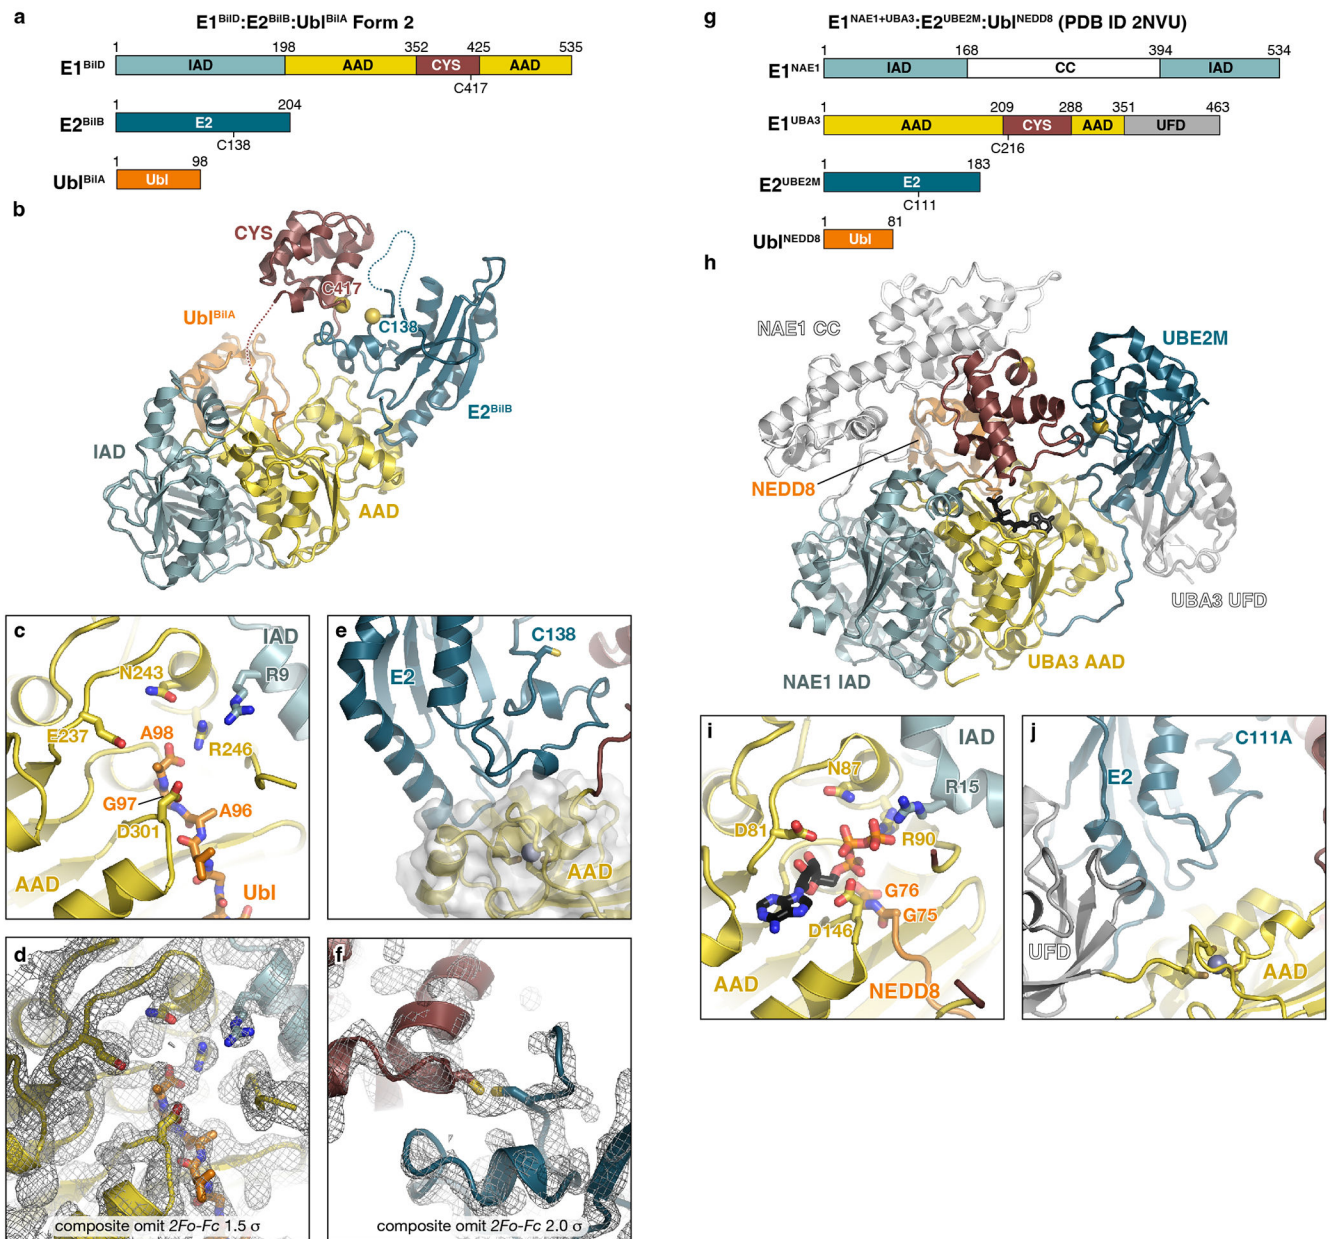 a
E1BilD:E2BilB:UblBilA Form 2
1 198 352 425 535
E1BilD IAD AAD CYS AAD
C417
1 204
E2BilB E2
C138
1 98
UblBilA Ubl
b
CYS
C417
C138
UblBilA
E2BilB
IAD
AAD
c
IAD
N243
R9
E237
A98
R246
G97
A96
D301
AAD
Ubl
e
C138
E2
AAD
d
composite omit 2Fo-Fc 1.5 σ
f
composite omit 2Fo-Fc 2.0 σ
g
E1NAE1+UBA3:E2UBE2M:UblNEDD8 (PDB ID 2NVU)
1 168 394 534
E1NAE1 IAD CC IAD
1 209 288 351 463
E1UBA3 AAD CYS AAD UFD
C216
1 183
E2UBE2M E2
C111
1 81
UblNEDD8 Ubl
h
NAE1 CC
UBE2M
NEDD8
UBA3 UFD
UBA3 AAD
NAE1 IAD
i
IAD
N87
R15
D81
R90
G76
G75
D146
AAD
NEDD8
j
C111A
E2
UFD
AAD